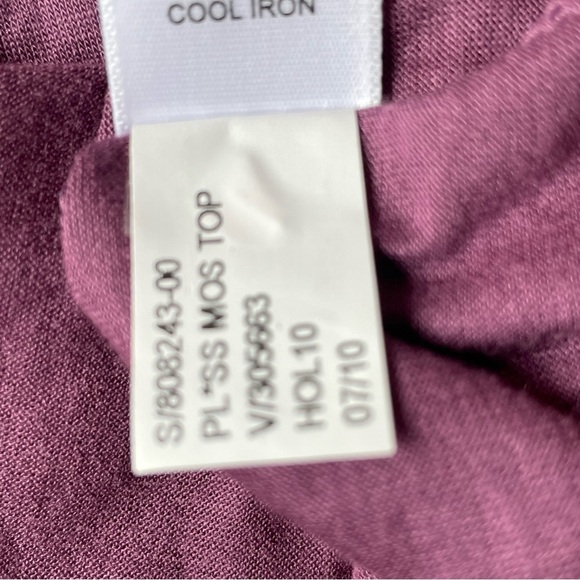 COOL IRON
S/808243-00
PL**SS MOS TOP
V/305663
HOL10
07/10